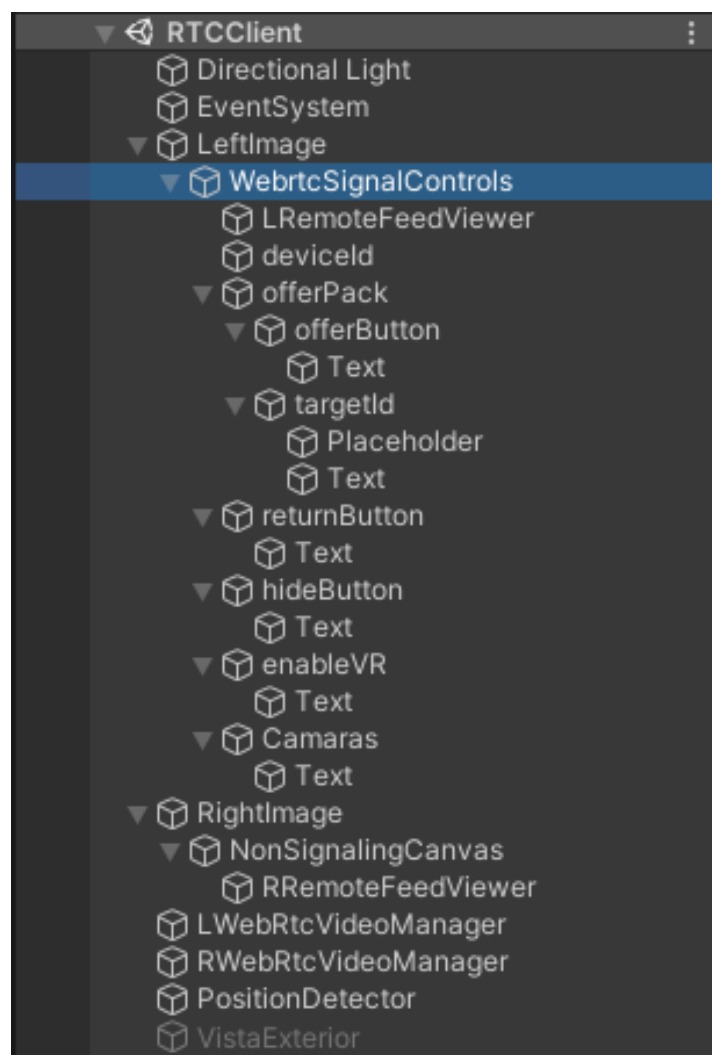 RTCClient
Directional Light
EventSystem
LeftImage
WebrtcSignalControls
LRemoteFeedViewer
deviceId
offerPack
offerButton
Text
targetId
Placeholder
Text
returnButton
Text
hideButton
Text
enableVR
Text
Camaras
Text
RightImage
NonSignalingCanvas
RRemoteFeedViewer
LWebRtcVideoManager
RWebRtcVideoManager
PositionDetector
VistaExterior